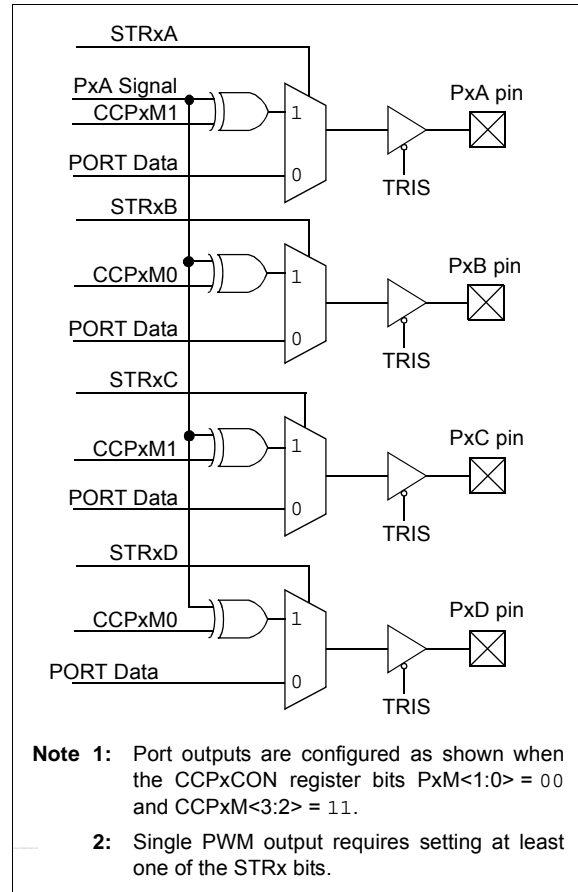 STRxA
PxA Signal
PxA pin
CCPxM1
1
PORT Data
0
TRIS
STRxB
PxB pin
CCPxM0
1
PORT Data
0
TRIS
STRxC
PxC pin
CCPxM1
1
PORT Data
0
TRIS
STRxD
PxD pin
CCPxM0
1
PORT Data
0
TRIS
Note 1: Port outputs are configured as shown when
the CCPxCON register bits PxM<1:0> = 00
and CCPxM<3:2> = 11.
2: Single PWM output requires setting at least
one of the STRx bits.